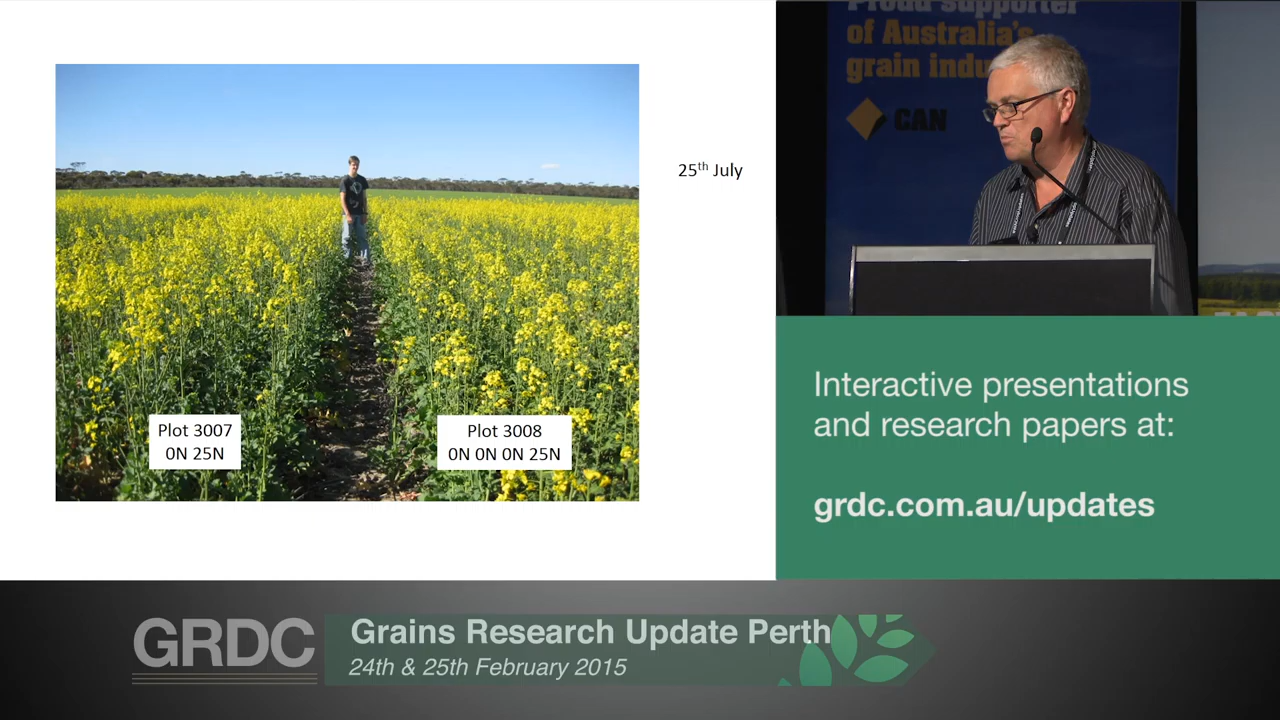 25th July
Plot 3007
0N 25N
Plot 3008
0N 0N 0N 25N
Proud supporter
of Australia's
grain indu
CAN
Interactive presentations
and research papers at:
grdc.com.au/updates
GRDC
Grains Research Update Perth
24th & 25th February 2015